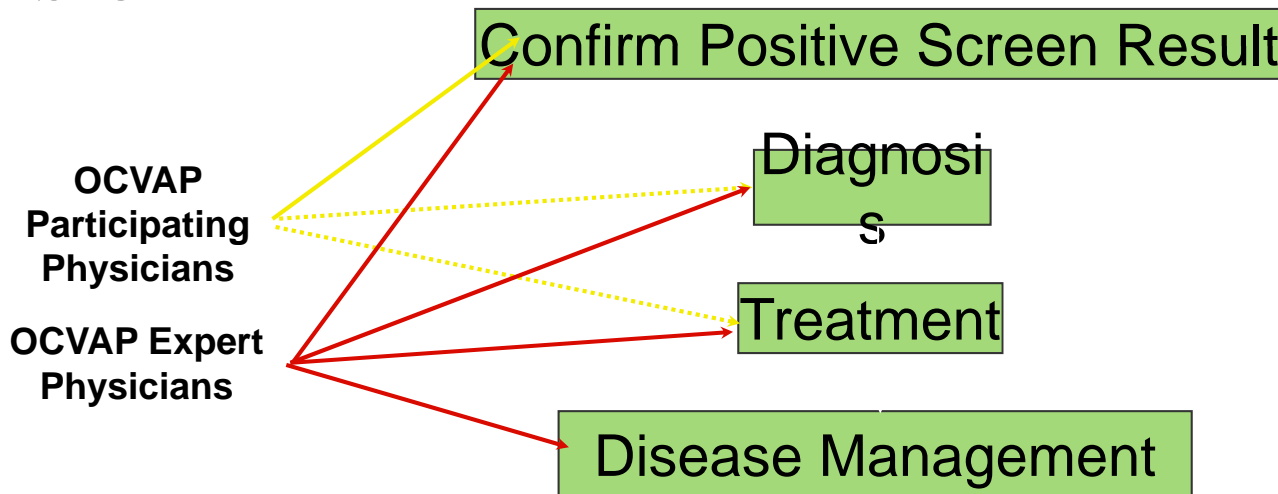 Confirm Positive Screen Result
Diagnosi
s
OCVAP
Participating
Physicians
Treatment
OCVAP Expert
Physicians
Disease Management